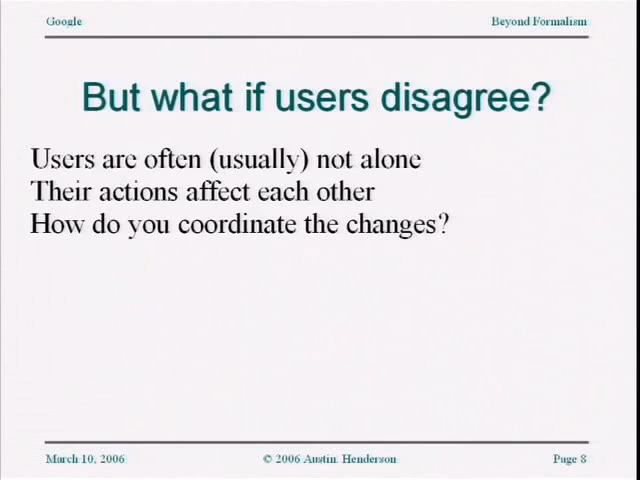 Google
Beyond Formalism
But what if users disagree?
Users are often (usually) not alone
Their actions affect each other
How do you coordinate the changes?
March 10, 2006
© 2006 Austin. Henderson
Page 8